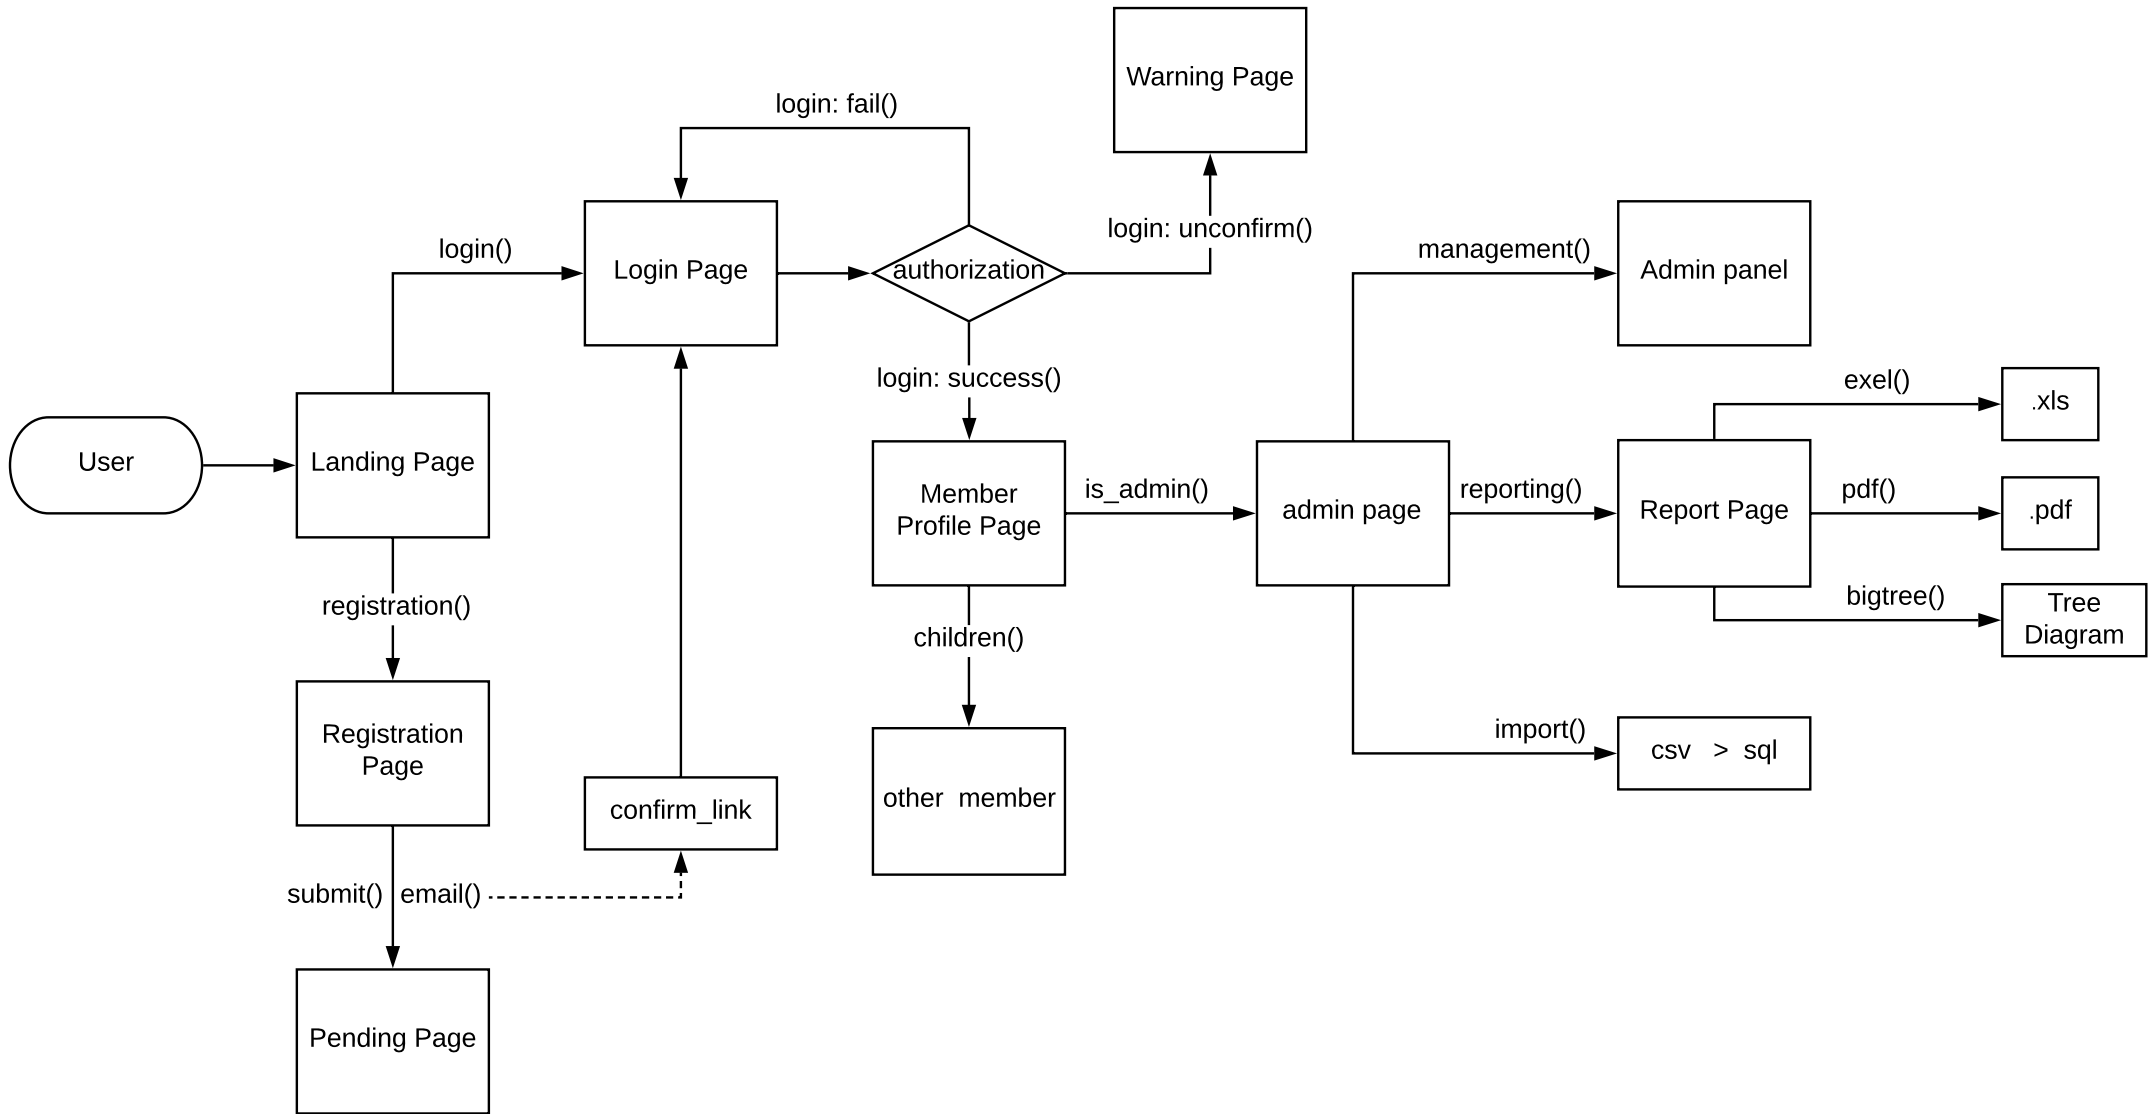 Warning Page
login: fail()
login: unconfirm()
login()
Login Page
authorization
management()
Admin panel
login: success()
exel()
.xls
User
Landing Page
Member
Profile Page
is_admin()
admin page
reporting()
Report Page
pdf()
.pdf
registration()
children()
bigtree()
Tree
Diagram
Registration
Page
import()
csv > sql
confirm_link
other member
submit()
email()
Pending Page